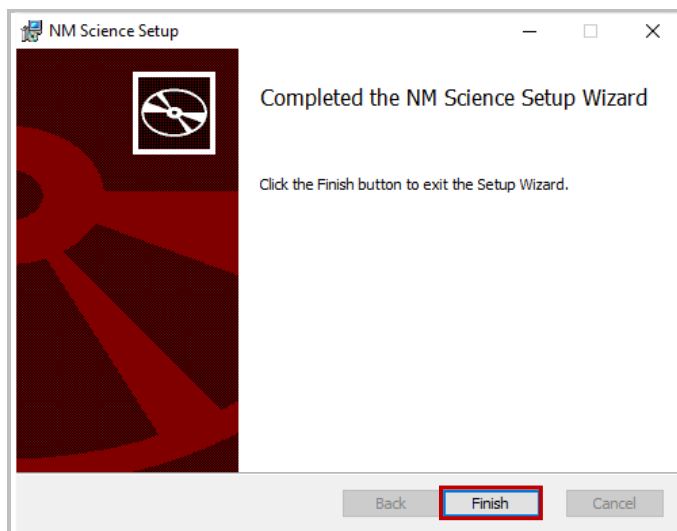 NM Science Setup
Completed the NM Science Setup Wizard
Click the Finish button to exit the Setup Wizard.
Back
Finish
Cancel